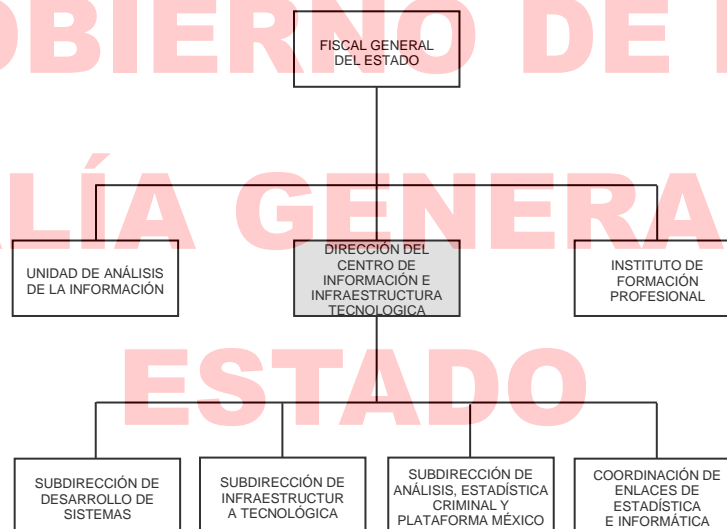 GOBIERNO DE
FISCAL GENERAL
DEL ESTADO
ALÍA GENERA
UNIDAD DE ANÁLISIS
DE LA INFORMACIÓN
DIRECCIÓN DEL
CENTRO DE
INFORMACIÓN E
INFRAESTRUCTURA
TECNOLOGICA
INSTITUTO DE
FORMACIÓN
PROFESIONAL
ESTADO
SUBDIRECCIÓN DE
DESARROLLO DE
SISTEMAS
SUBDIRECCIÓN DE
INFRAESTRUCTUR
A TECNOLÓGICA
SUBDIRECCIÓN DE
ANÁLISIS, ESTADÍSTICA
CRIMINAL Y
PLATAFORMA MÉXICO
COORDINACIÓN DE
ENLACES DE
ESTADÍSTICA
E INFORMÁTICA